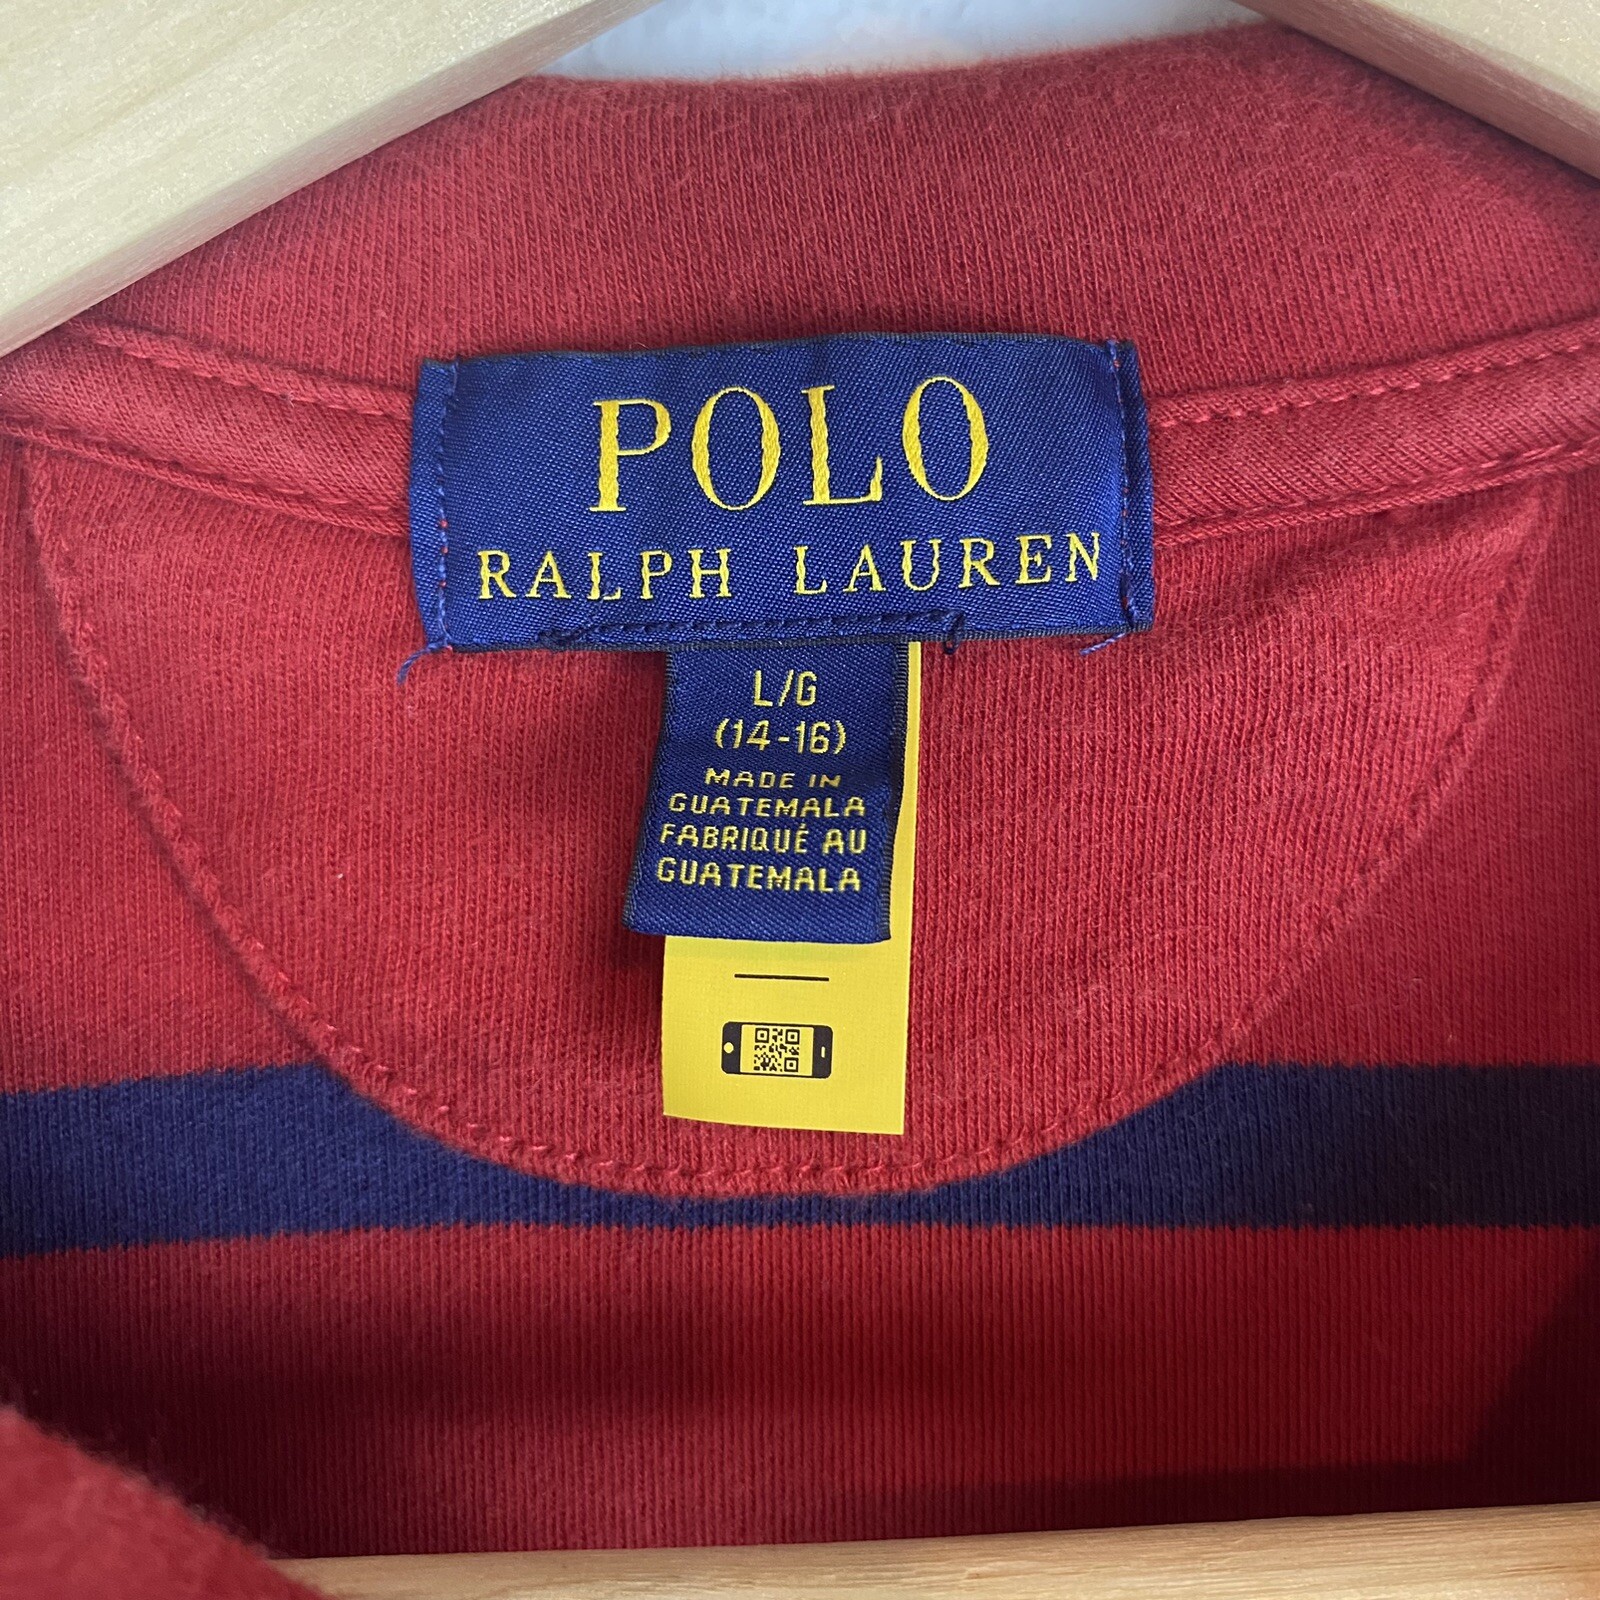 POLO
RALPH LAUREN
L/G
(14-16)
MADE IN
GUATEMALA
FABRIQUÉ AU
GUATEMALA